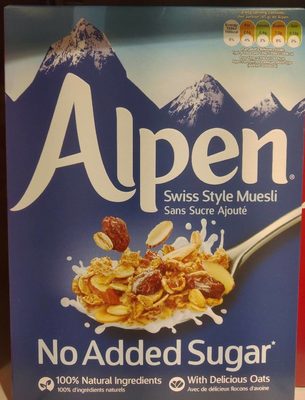 Alpen®
Swiss Style Muesli
Sans Sucre Ajouté
No Added Sugar*
100% Natural Ingredients
100% d'ingrédients naturels
With Delicious Oats
Avec de délicieux flocons d'avoine